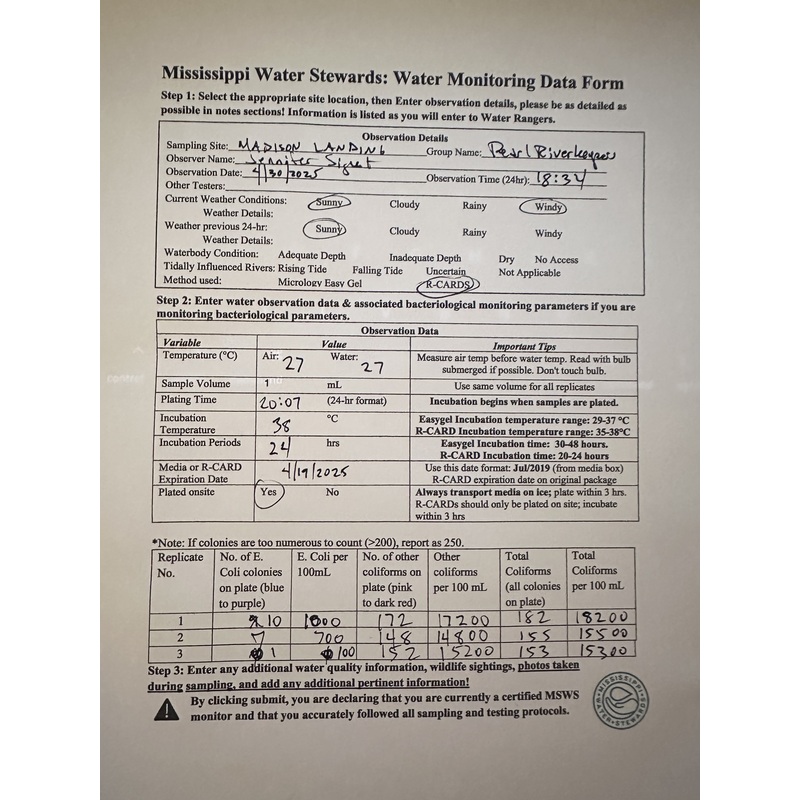 Mississippi Water Stewards: Water Monitoring Data Form
Step 1: Select the appropriate site location, then Enter observation details, please be as detailed as
possible in notes sections! Information is listed as you will enter to Water Rangers.
Observation Details
Sampling Site: MADISON LANDING Group Name: Pearl Riverkeeper
Observer Name: Jennifer
Observation Date: 4/30/2025 Observation Time (24hr): 18:34
Other Testers:
Current Weather Conditions: Sunny Cloudy Rainy Windy
Weather Details:
Weather previous 24-hr: Sunny Cloudy Rainy Windy
Weather Details:
Waterbody Condition: Adequate Depth Inadequate Depth Dry No Access
Tidally Influenced Rivers: Rising Tide Falling Tide Uncertain Not Applicable
Method used: Micrology Easy Gel R-CARDS
Step 2: Enter water observation data & associated bacteriological monitoring parameters if you are
monitoring bacteriological parameters.
Observation Data
Variable Value Important Tips
Temperature (°C) Air: 27 Water: 27 Measure air temp before water temp. Read with bulb
submerged if possible. Don't touch bulb.
Sample Volume 1 mL Use same volume for all replicates
Plating Time 20:07 (24-hr format) Incubation begins when samples are plated.
Incubation Temperature 38 °C Easygel Incubation temperature range: 29-37 °C
R-CARD Incubation temperature range: 35-38°C
Incubation Periods 24 hrs Easygel Incubation time: 30-48 hours.
R-CARD Incubation time: 20-24 hours
Media or R-CARD Expiration Date 4/19/2025 Use this date format: Jul/2019 (from media box)
R-CARD expiration date on original package
Plated onsite Yes No Always transport media on ice; plate within 3 hrs.
R-CARDs should only be plated on site; incubate
within 3 hrs
*Note: If colonies are too numerous to count (>200), report as 250.
Replicate No. of E. E. Coli per No. of other Other Total Total
No. Coli colonies 100mL coliforms on coliforms Coliforms Coliforms
on plate (blue plate (pink per 100 mL (all colonies per 100 mL
to purple) to dark red) on plate)
1 10 1000 172 17200 182 18200
2 7 700 148 14800 155 15500
3 1 100 152 15200 153 15300
Step 3: Enter any additional water quality information, wildlife sightings, photos taken
during sampling, and add any additional pertinent information!
By clicking submit, you are declaring that you are currently a certified MSWS
monitor and that you accurately followed all sampling and testing protocols.
MISSISSIPPI WATER STEWARDS